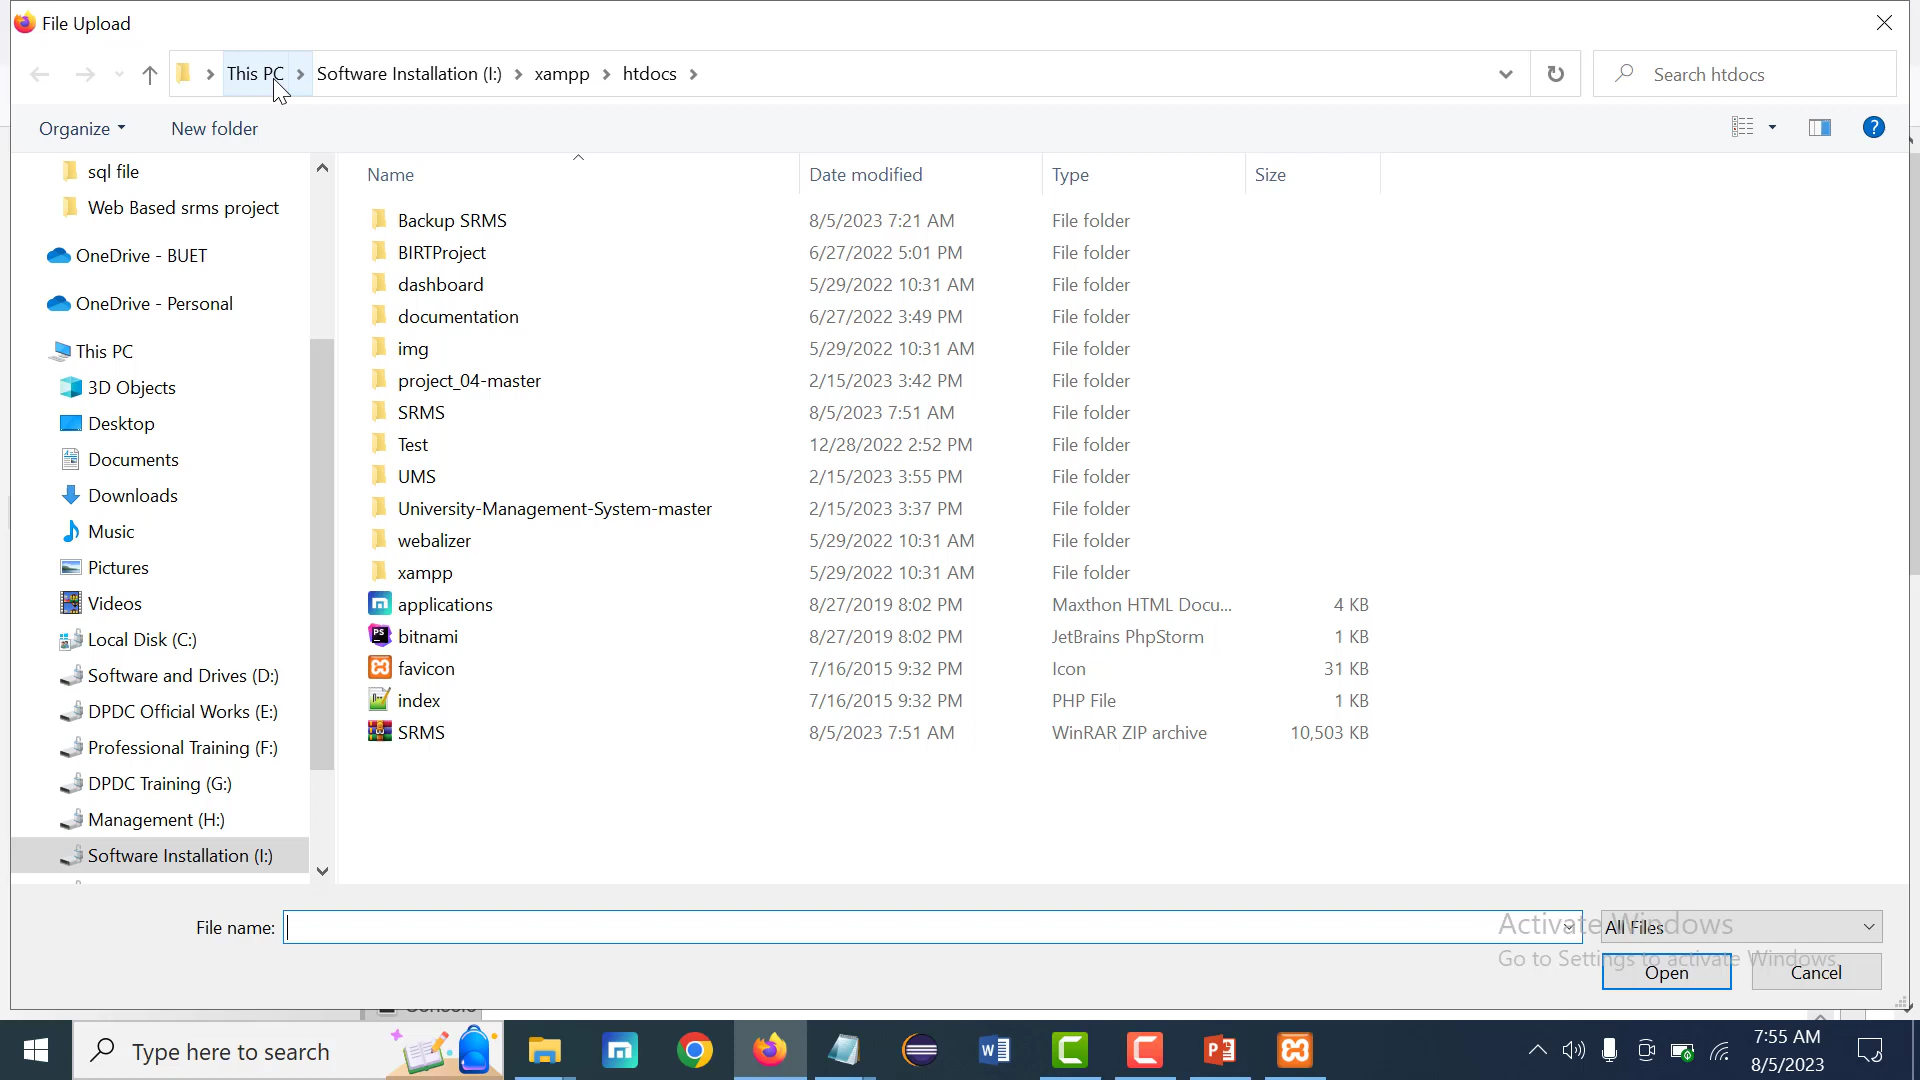 File Upload
This PC
Software Installation (I:)
xampp
htdocs
Search htdocs
Organize
New folder
sql file
Web Based srms project
OneDrive - BUET
OneDrive - Personal
This PC
3D Objects
Desktop
Documents
Downloads
Music
Pictures
Videos
Local Disk (C:)
Software and Drives (D:)
DPDC Official Works (E:)
Professional Training (F:)
DPDC Training (G:)
Management (H:)
Software Installation (I:)
Name Date modified Type Size
Backup SRMS 8/5/2023 7:21 AM File folder
BIRTProject 6/27/2022 5:01 PM File folder
dashboard 5/29/2022 10:31 AM File folder
documentation 6/27/2022 3:49 PM File folder
img 5/29/2022 10:31 AM File folder
project_04-master 2/15/2023 3:42 PM File folder
SRMS 8/5/2023 7:51 AM File folder
Test 12/28/2022 2:52 PM File folder
UMS 2/15/2023 3:55 PM File folder
University-Management-System-master 2/15/2023 3:37 PM File folder
webalizer 5/29/2022 10:31 AM File folder
xampp 5/29/2022 10:31 AM File folder
applications 8/27/2019 8:02 PM Maxthon HTML Docu... 4 KB
bitnami 8/27/2019 8:02 PM JetBrains PhpStorm 1 KB
favicon 7/16/2015 9:32 PM Icon 31 KB
index 7/16/2015 9:32 PM PHP File 1 KB
SRMS 8/5/2023 7:51 AM WinRAR ZIP archive 10,503 KB
File name:
All Files
Activate Windows
Go to Settings to activate Windows.
Open
Cancel
Console
Type here to search
7:55 AM
8/5/2023